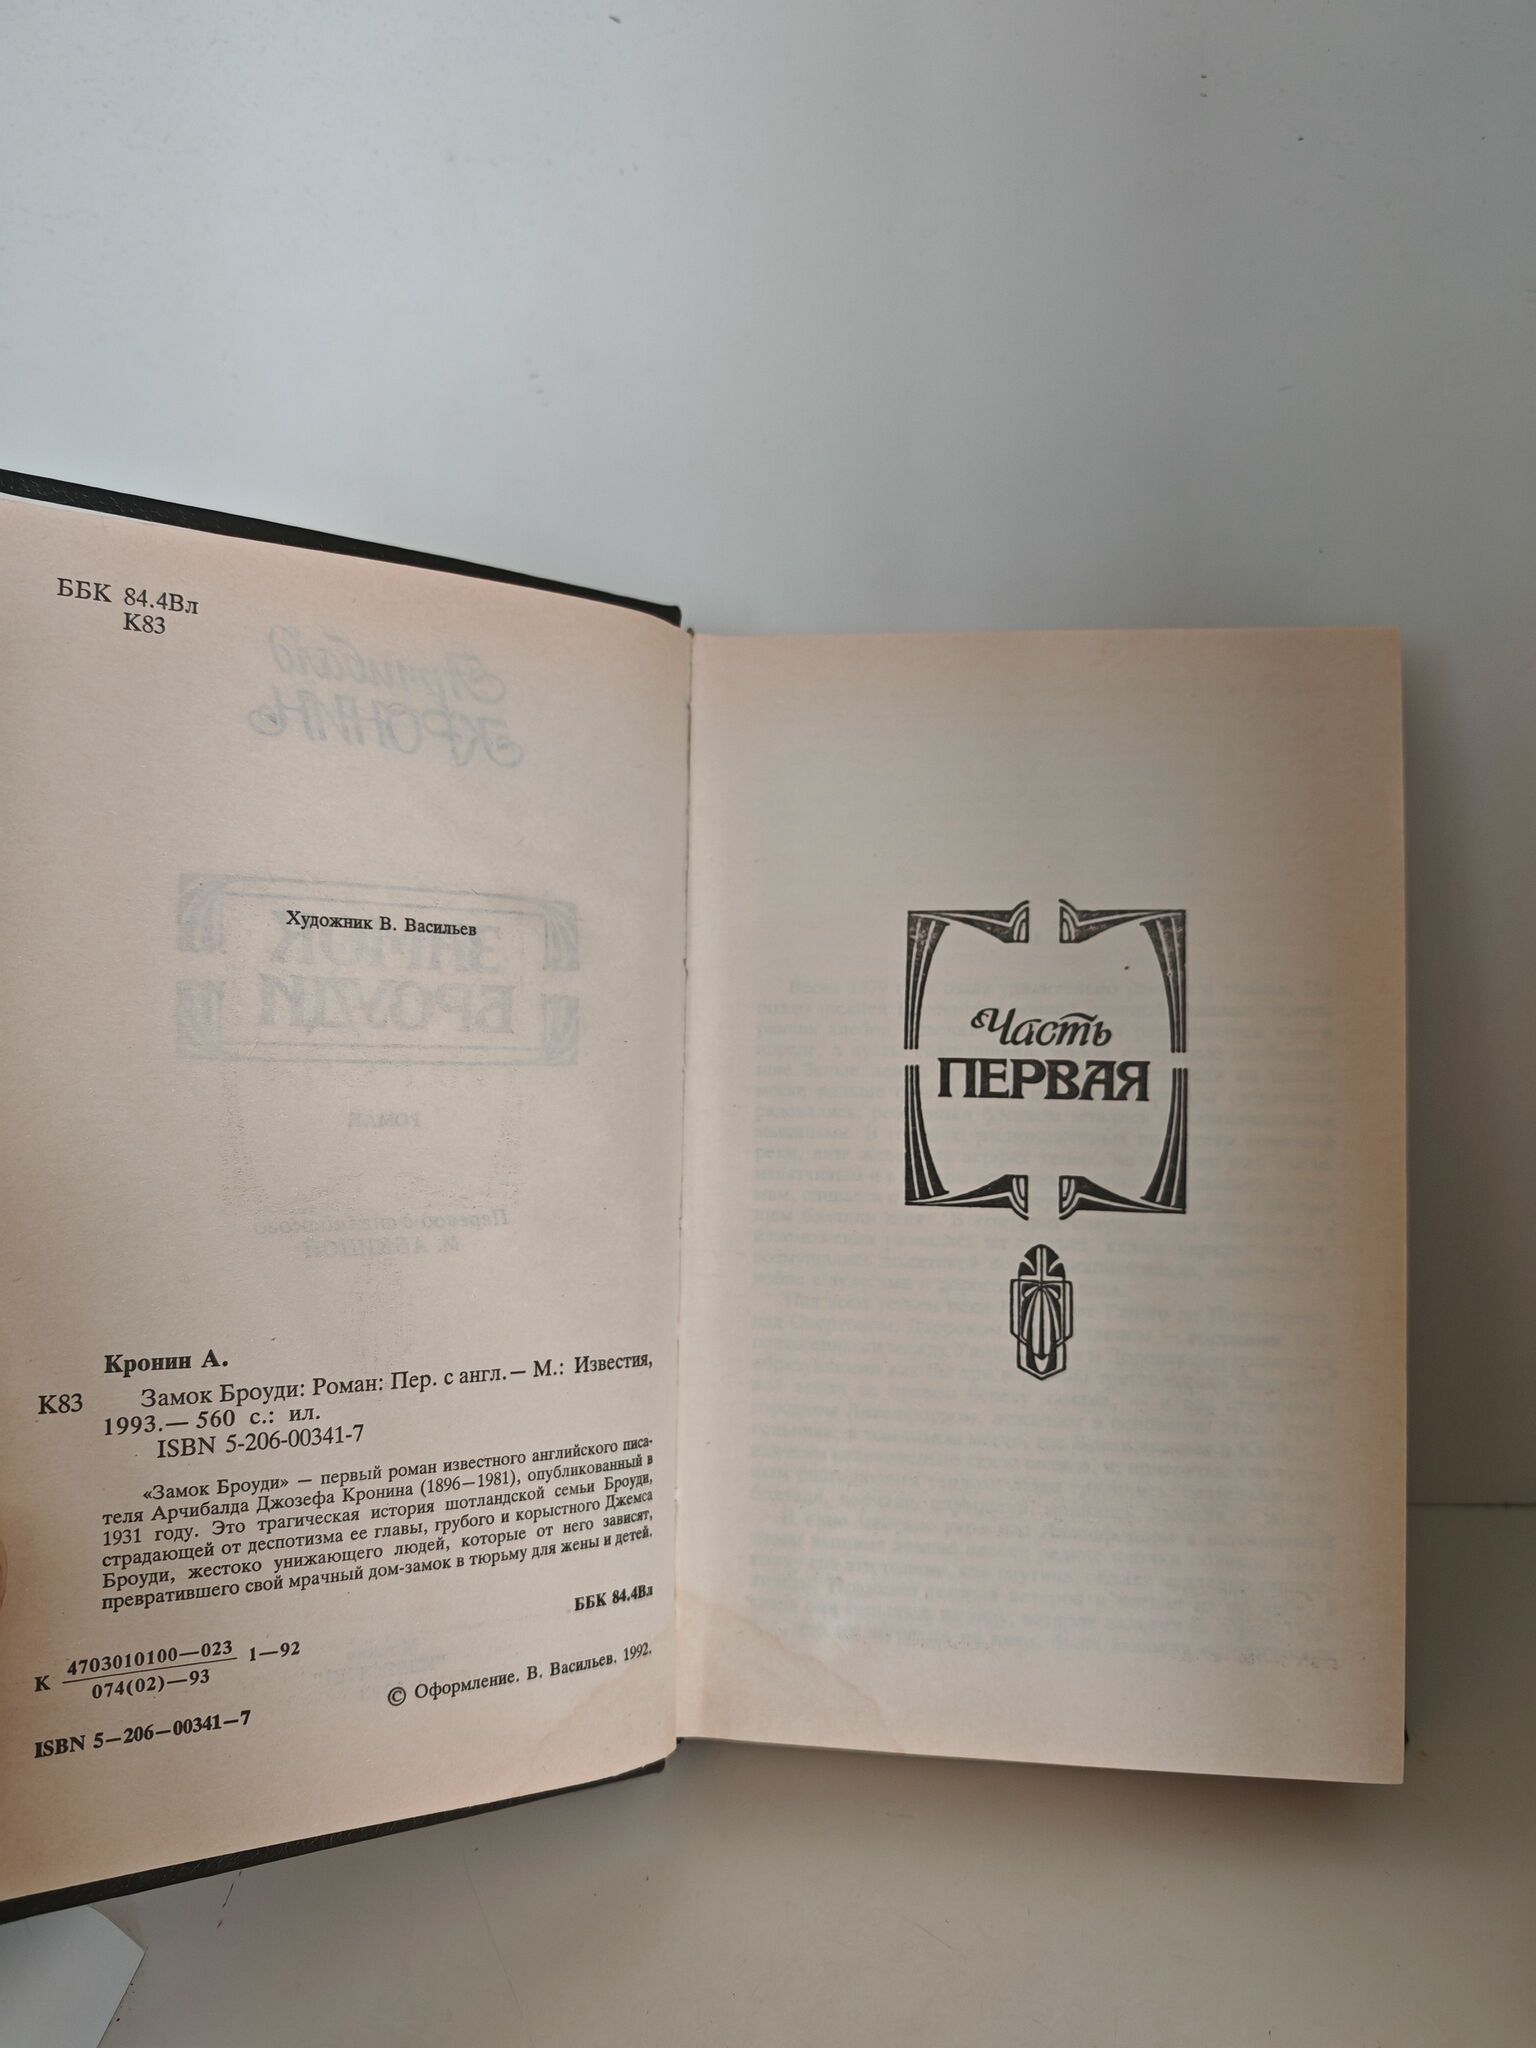 ББК 84.4Вл
К83
Художник В. Васильев
Кронин А.
К83 Замок Броуди: Роман: Пер. с англ.— М.: Известия,
1993.— 560 с.: ил.
ISBN 5-206-00341-7
«Замок Броуди» — первый роман известного английского писа-
теля Арчибалда Джозефа Кронина (1896—1981), опубликованный в
1931 году. Это трагическая история шотландской семьи Броуди,
страдающей от деспотизма ее главы, грубого и корыстного Джемса
Броуди, жестоко унижающего людей, которые от него зависят,
превратившего свой мрачный дом-замок в тюрьму для жены и детей.
ББК 84.4Вл
К 4703010100—023 1—92
074(02)—93
© Оформление. В. Васильев. 1992.
ISBN 5—206—00341—7
Часть
ПЕРВАЯ